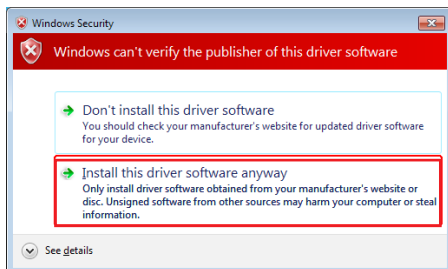 Windows Security
Windows can't verify the publisher of this driver software
Don't install this driver software
You should check your manufacturer's website for updated driver software
for your device.
Install this driver software anyway
Only install driver software obtained from your manufacturer's website or
disc. Unsigned software from other sources may harm your computer or steal
information.
See details